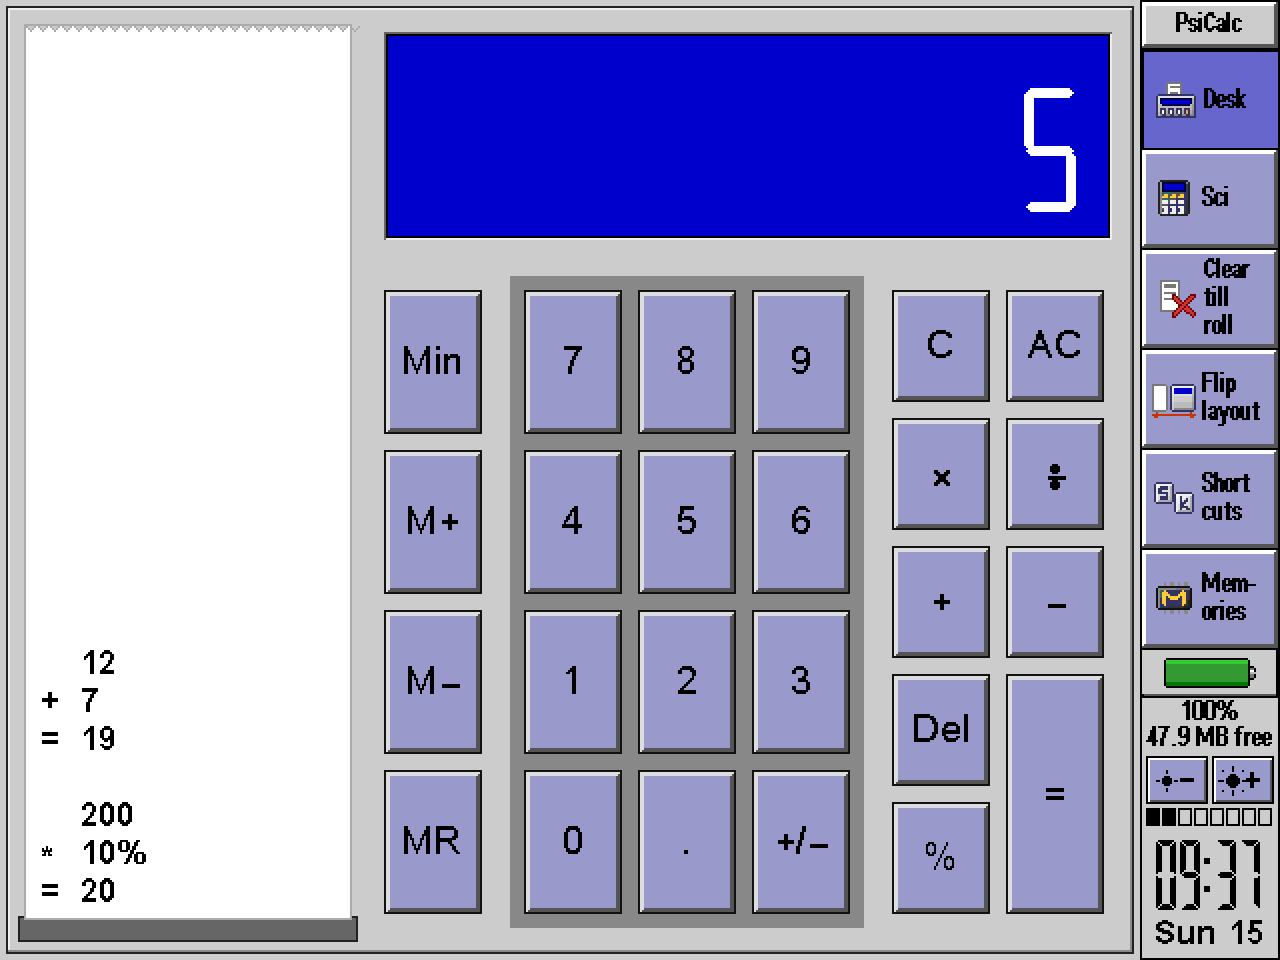 5
12
+ 7
= 19
200
* 10%
= 20
Min
7
8
9
C
AC
M+
4
5
6
×
÷
+
−
M−
1
2
3
Del
=
MR
0
.
+/−
%
PsiCalc
Desk
Sci
Clear
till
roll
Flip
layout
S
K
Short
cuts
M
Mem-
ories
100%
47.9 MB free
−
+
09:37
Sun 15